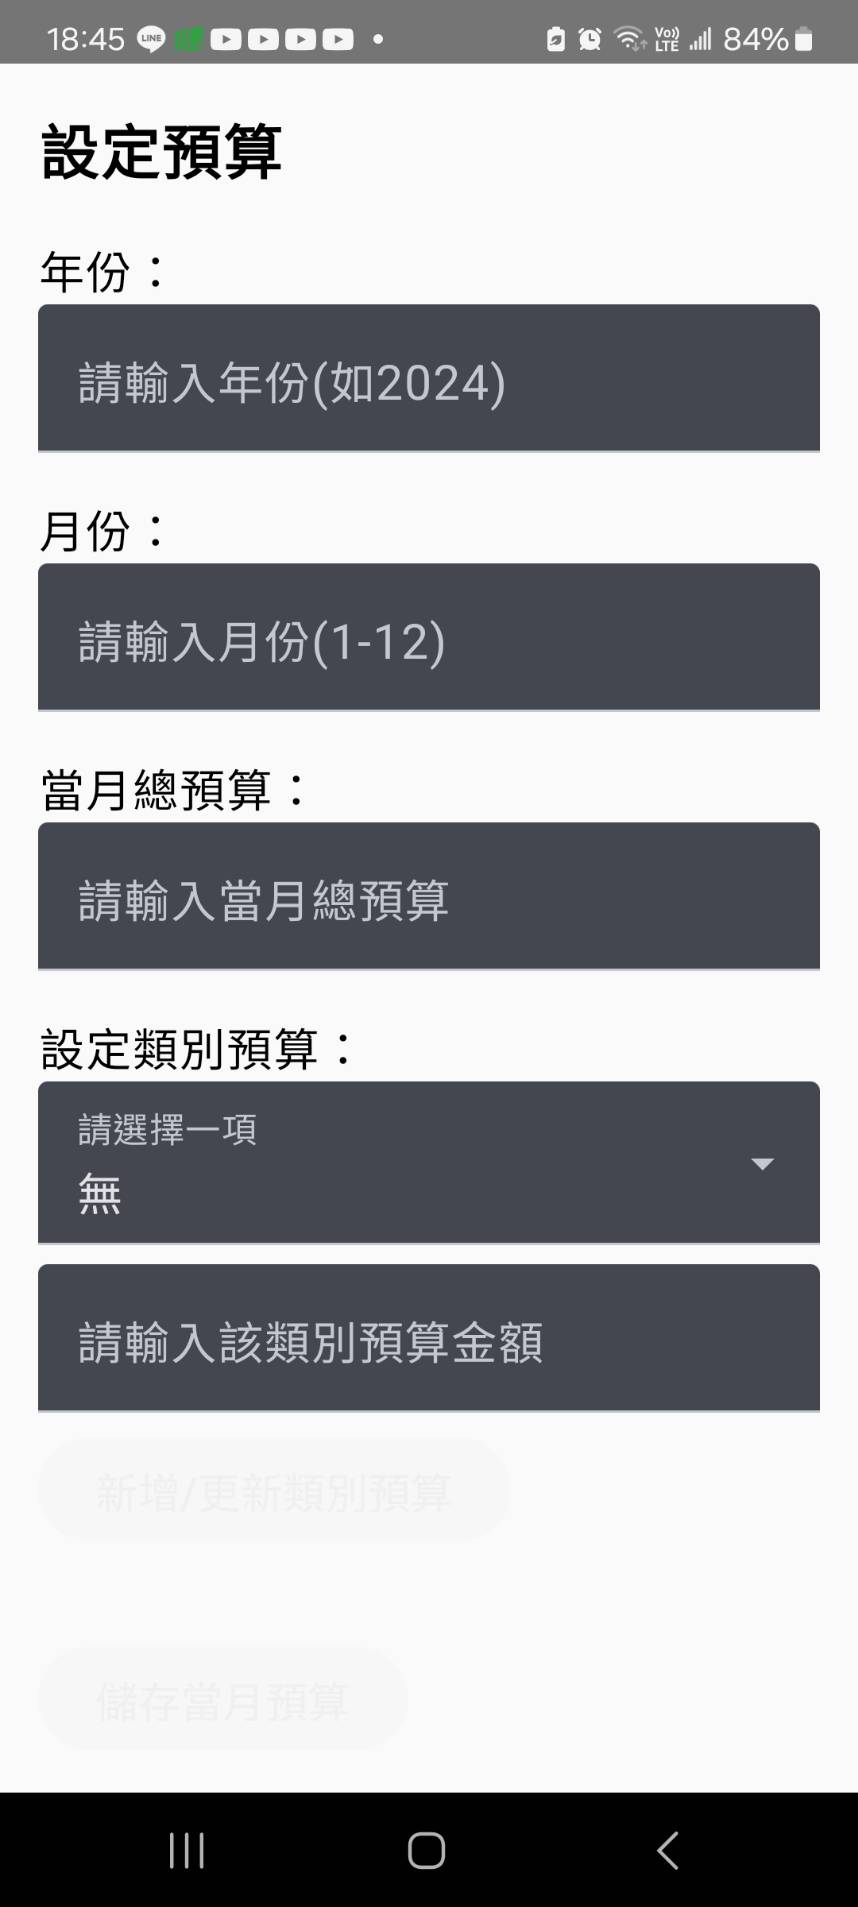 18:45 LINE Vo)) LTE 84%
設定預算
年份：
請輸入年份(如2024)
月份：
請輸入月份(1-12)
當月總預算：
請輸入當月總預算
設定類別預算：
請選擇一項
無
請輸入該類別預算金額
新增/更新類別預算
儲存當月預算